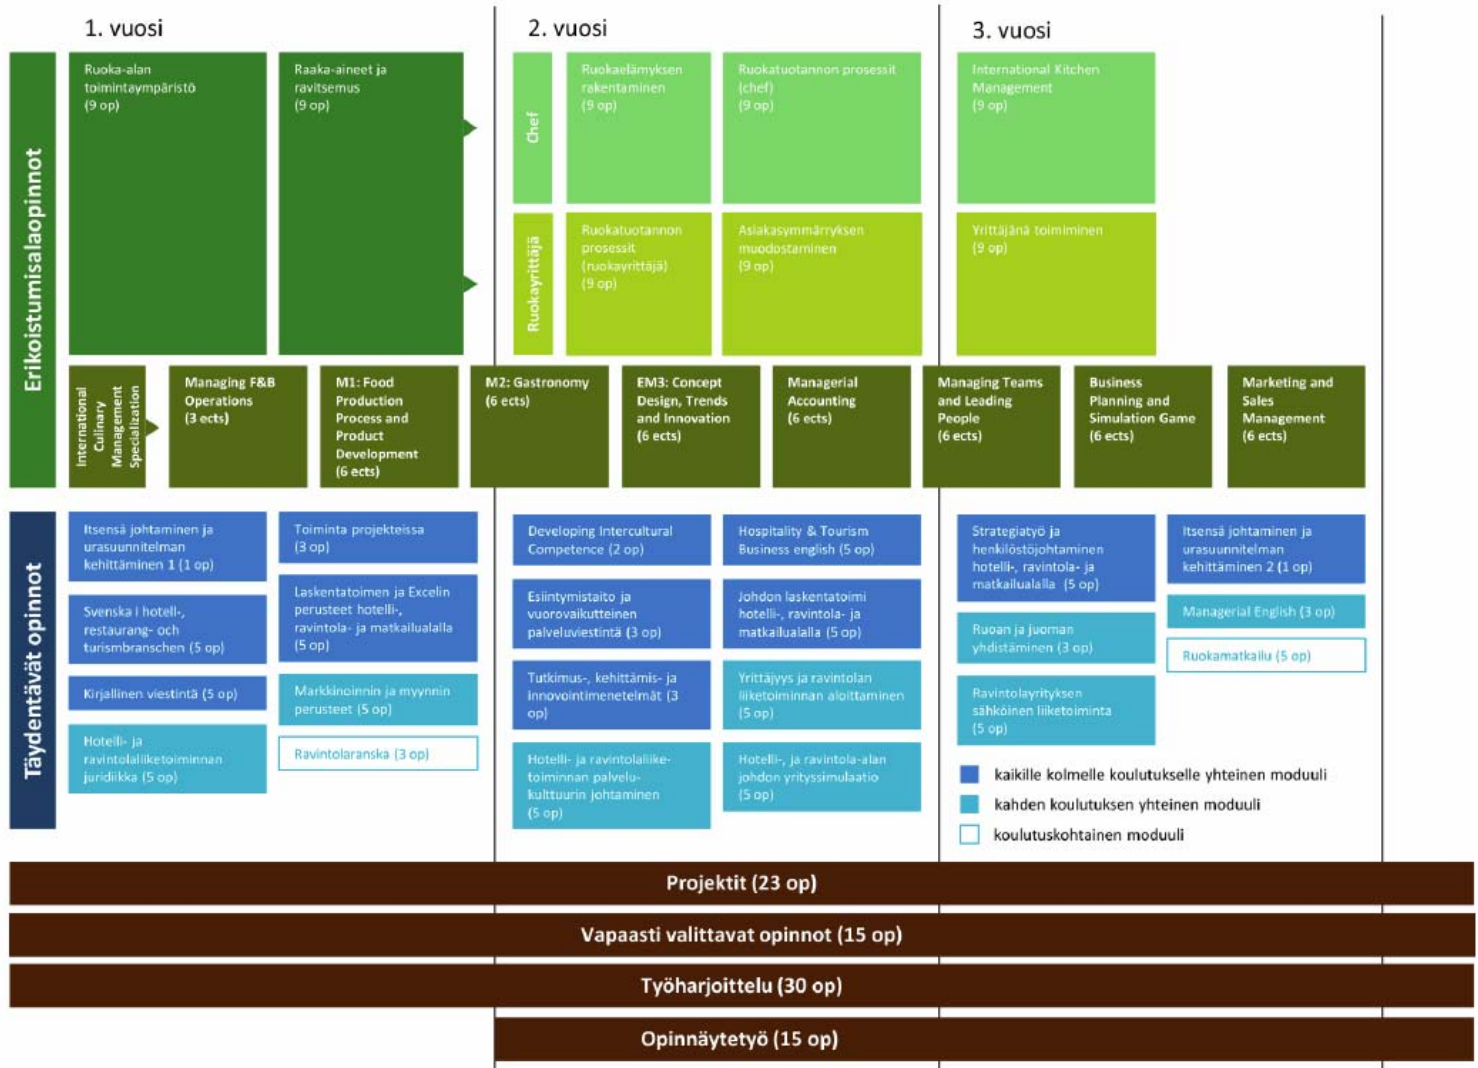 1. vuosi
2. vuosi
3. vuosi
Erikoistumisalaopinnot
Ruoka-alan
toimintaympäristö
(9 op)
Raaka-aineet ja
ravitsemus
(9 op)
Chef
Ruokaelämyksen
rakentaminen
(9 op)
Ruokatuotannon prosessit
(chef)
(9 op)
International Kitchen
Management
(9 op)
Ruokayrittäjä
Ruokatuotannon
prosessit
(ruokayrittäjä)
(9 op)
Asiakasymmärryksen
muodostaminen
(9 op)
Yrittäjänä toimiminen
(9 op)
International
Culinary
Management
Specialization
Managing F&B
Operations
(3 ects)
M1: Food
Production
Process and
Product
Development
(6 ects)
M2: Gastronomy
(6 ects)
EM3: Concept
Design, Trends
and Innovation
(6 ects)
Managerial
Accounting
(6 ects)
Managing Teams
and Leading
People
(6 ects)
Business
Planning and
Simulation Game
(6 ects)
Marketing and
Sales
Management
(6 ects)
Täydentävät opinnot
Itsensä johtaminen ja
urasuunnitelman
kehittäminen 1 (1 op)
Svenska i hotell-,
restaurang- och
turismbranschen (5 op)
Kirjallinen viestintä (5 op)
Hotelli- ja
ravintolaliiketoiminnan
juridiikka (5 op)
Toiminta projekteissa
(3 op)
Laskentatoimen ja Excelin
perusteet hotelli-,
ravintola- ja matkailualalla
(5 op)
Markkinoinnin ja myynnin
perusteet (5 op)
Ravintolaranska (3 op)
Developing Intercultural
Competence (2 op)
Esiintymistaito ja
vuorovaikutteinen
palveluviestintä (3 op)
Tutkimus-, kehittämis- ja
innovointimenetelmät (3
op)
Hotelli- ja ravintolaliike-
toiminnan palvelu-
kulttuurin johtaminen
(5 op)
Hospitality & Tourism
Business english (5 op)
Johdon laskentatoimi
hotelli-, ravintola- ja
matkailualalla (5 op)
Yrittäjyys ja ravintolan
liiketoiminnan aloittaminen
(5 op)
Hotelli-, ja ravintola-alan
johdon yrityssimulaatio
(5 op)
Strategiatyö ja
henkilöstöjohtaminen
hotelli-, ravintola- ja
matkailualalla (5 op)
Ruoan ja juoman
yhdistäminen (3 op)
Ravintolayrityksen
sähköinen liiketoiminta
(5 op)
Itsensä johtaminen ja
urasuunnitelman
kehittäminen 2 (1 op)
Managerial English (3 op)
Ruokamatkailu (5 op)
kaikille kolmelle koulutukselle yhteinen moduuli
kahden koulutuksen yhteinen moduuli
koulutuskohtainen moduuli
Projektit (23 op)
Vapaasti valittavat opinnot (15 op)
Työharjoittelu (30 op)
Opinnäytetyö (15 op)